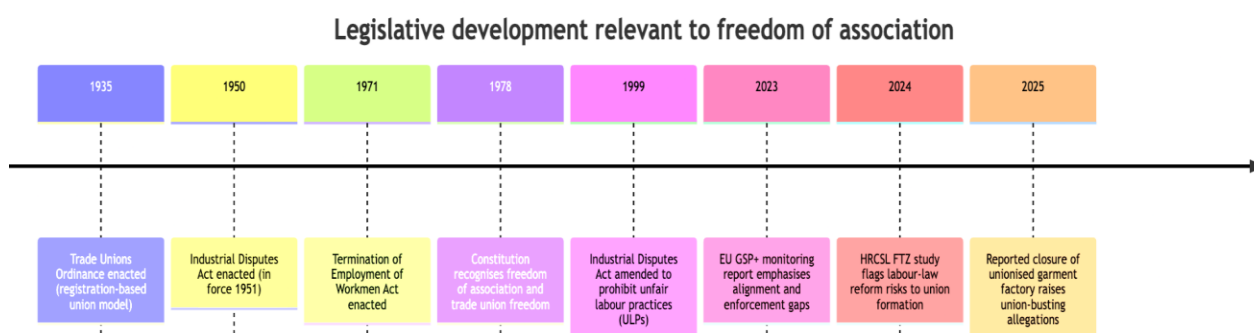 Legislative development relevant to freedom of association
1935
1950
1971
1978
1999
2023
2024
2025
Trade Unions
Ordinance enacted
(registration-based
union model)
Industrial Disputes
Act enacted (in
force 1951)
Termination of
Employment of
Workmen Act
enacted
Constitution
recognises freedom
of association and
trade union freedom
Industrial Disputes
Act amended to
prohibit unfair
labour practices
(ULPs)
EU GSP+ monitoring
report emphasises
alignment and
enforcement gaps
HRCSL FTZ study
flags labour-law
reform risks to union
formation
Reported closure of
unionised garment
factory raises
union-busting
allegations